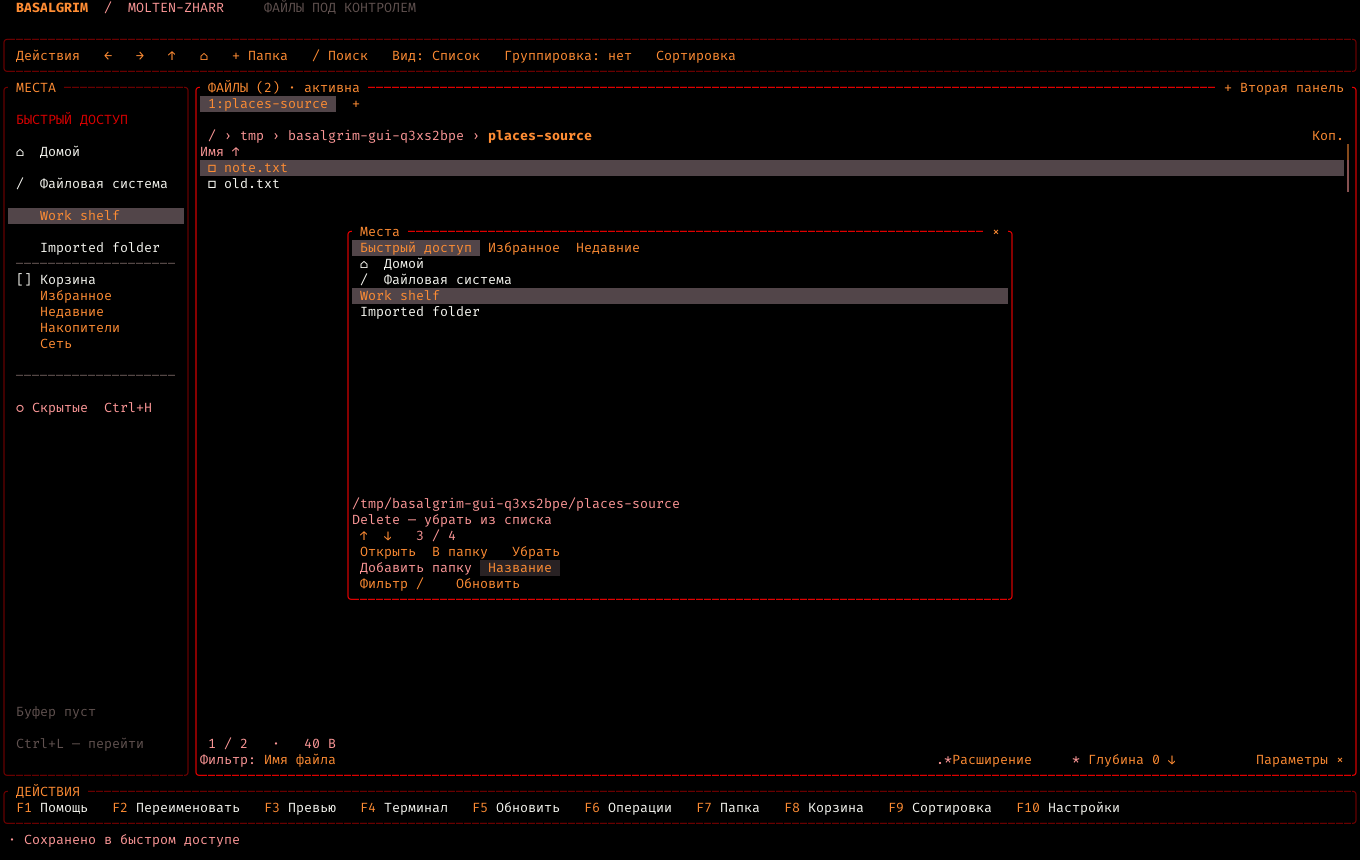 BASALGRIM / MOLTEN-ZHARR ФАЙЛЫ ПОД КОНТРОЛЕМ
Действия ← → ↑ ⌂ + Папка / Поиск Вид: Список Группировка: нет Сортировка
МЕСТА
БЫСТРЫЙ ДОСТУП
⌂ Домой
/ Файловая система
Work shelf
Imported folder
[] Корзина
Избранное
Недавние
Накопители
Сеть
o Скрытые Ctrl+H
Буфер пуст
Ctrl+L — перейти
ФАЙЛЫ (2) · активна + Вторая панель
1:places-source +
/ › tmp › basalgrim-gui-q3xs2bpe › places-source Коп.
Имя ↑
□ note.txt
□ old.txt
Места ×
Быстрый доступ Избранное Недавние
⌂ Домой
/ Файловая система
Work shelf
Imported folder
/tmp/basalgrim-gui-q3xs2bpe/places-source
Delete — убрать из списка
↑ ↓ 3 / 4
Открыть В папку Убрать
Добавить папку Название
Фильтр / Обновить
1 / 2 · 40 B
Фильтр: Имя файла .*Расширение * Глубина 0 ↓ Параметры ×
ДЕЙСТВИЯ
F1 Помощь F2 Переименовать F3 Превью F4 Терминал F5 Обновить F6 Операции F7 Папка F8 Корзина F9 Сортировка F10 Настройки
· Сохранено в быстром доступе